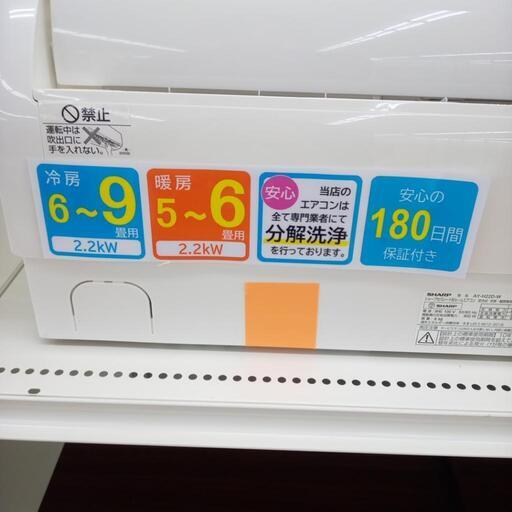 禁止
運転中は
吹出口に
手を入れない。
冷房
6～9
畳用
2.2kW
暖房
5～6
畳用
2.2kW
安心
当店の
エアコンは
全て専門業者にて
分解洗浄
を行っております。
安心の
180日間
保証付き
SHARP
AY-H22D-W